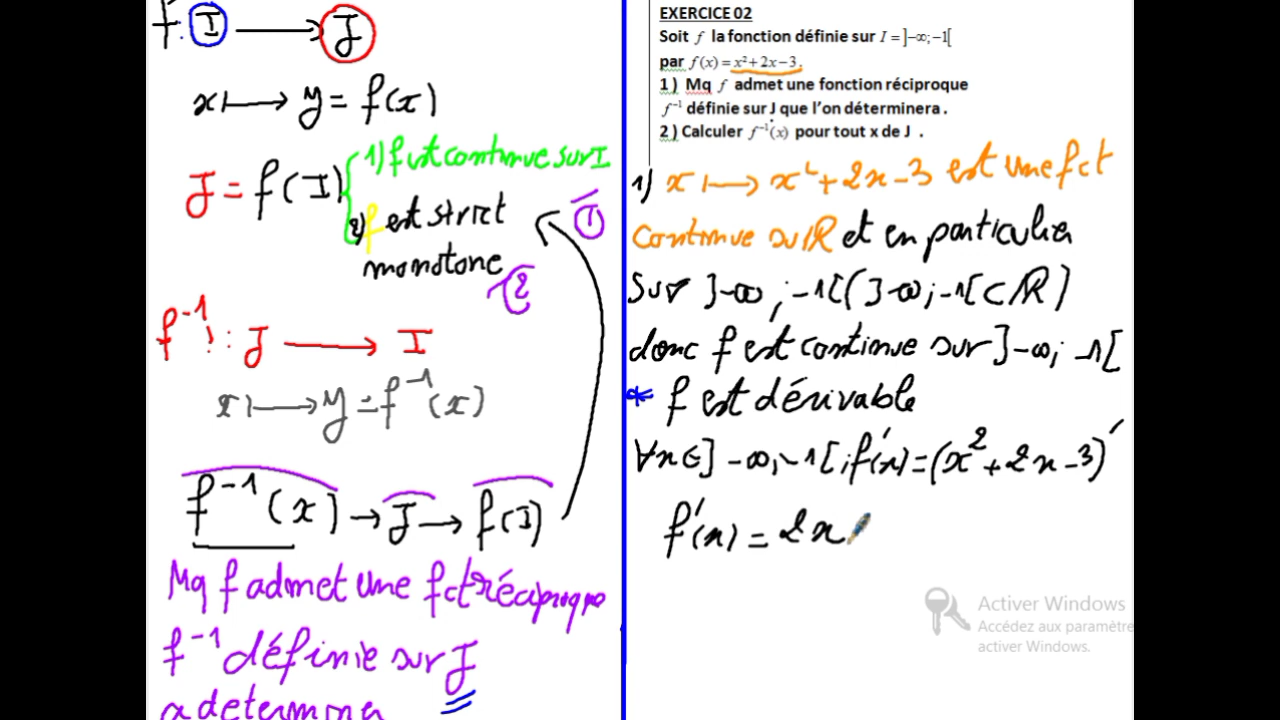 f: I ⟶ J
x ⟼ y = f(x)
J = f(I) { 1) f est continue sur I
2) f est strict
monotone
①
②
f⁻¹: J ⟶ I
x ⟼ y = f⁻¹(x)
f⁻¹(x) → J → f(I)
Mq f admet une fct réciproque
f⁻¹ définie sur J
a determina
EXERCICE 02
Soit f la fonction définie sur I = ]-∞;-1[
par f(x) = x²+2x-3.
1) Mq f admet une fonction réciproque
f⁻¹ définie sur J que l'on déterminera .
2) Calculer f⁻¹(x) pour tout x de J .
1) x ⟼ x²+2x-3 est une fct
continue sur ℝ et en particulier
sur ]-∞;-1[ (]-∞;-1[ ⊂ ℝ)
donc f est continue sur ]-∞;-1[
* f est dérivable
∀x∈]-∞,-1[ ; f'(x) = (x²+2x-3)'
f'(x) = 2x
Activer Windows
Accédez aux paramètre
activer Windows.